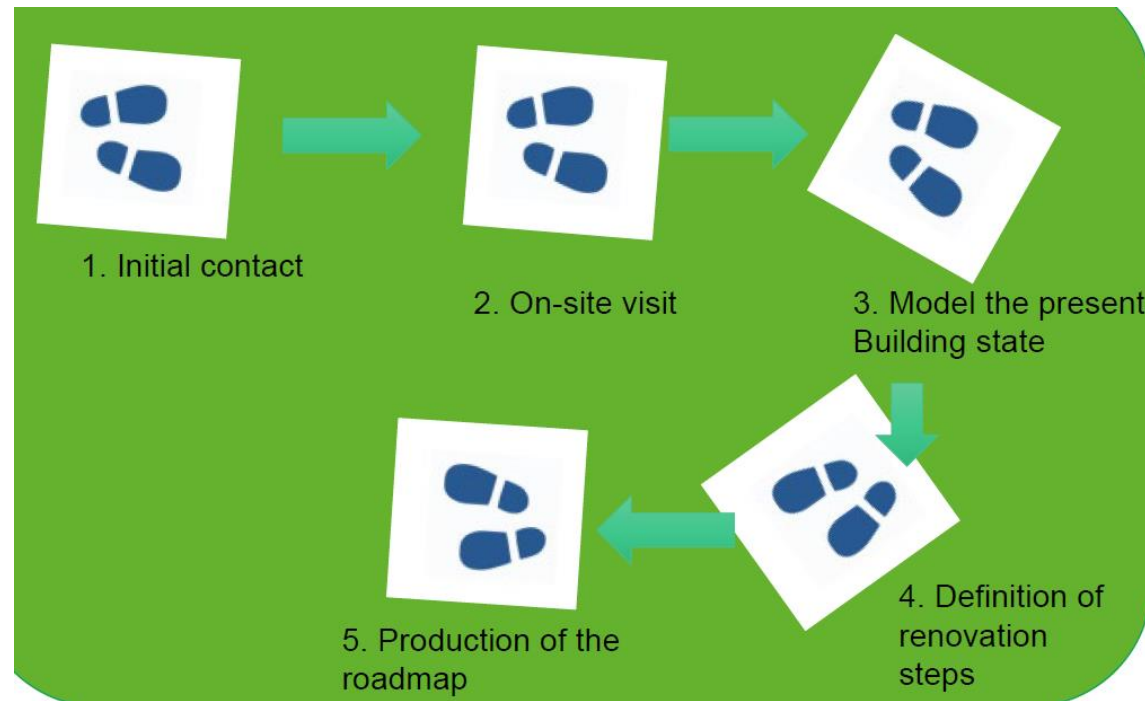 1. Initial contact
2. On-site visit
3. Model the present
Building state
4. Definition of
renovation
steps
5. Production of the
roadmap